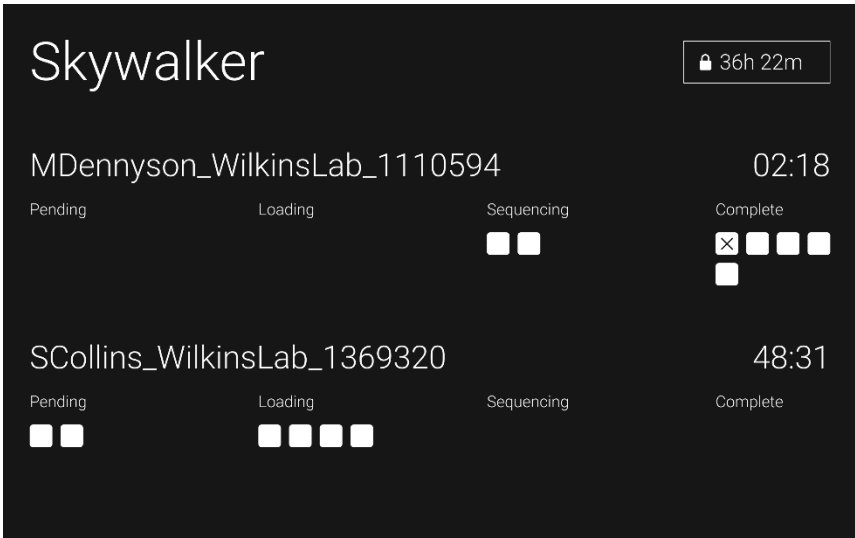 Skywalker
36h 22m
MDennyson_WilkinsLab_1110594 02:18
Pending Loading Sequencing Complete
SCollins_WilkinsLab_1369320 48:31
Pending Loading Sequencing Complete